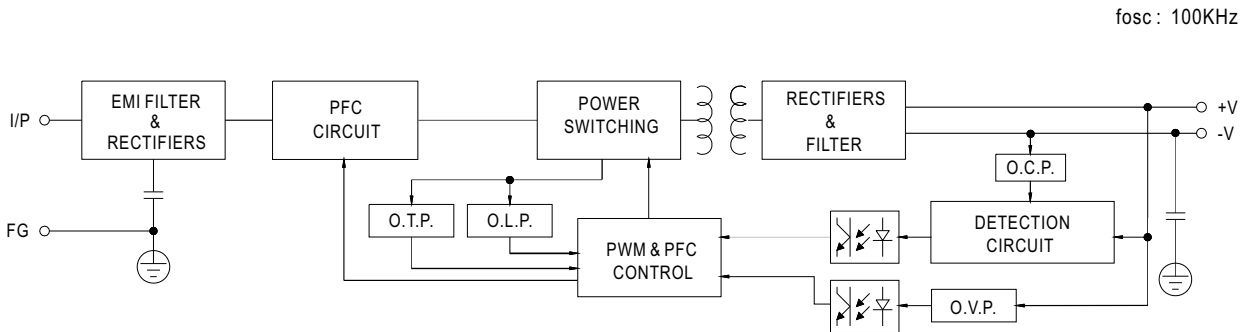 fosc : 100KHz
I/P
EMI FILTER
&
RECTIFIERS
PFC
CIRCUIT
POWER
SWITCHING
RECTIFIERS
&
FILTER
+V
-V
O.C.P.
FG
O.T.P.
O.L.P.
PWM & PFC
CONTROL
DETECTION
CIRCUIT
O.V.P.